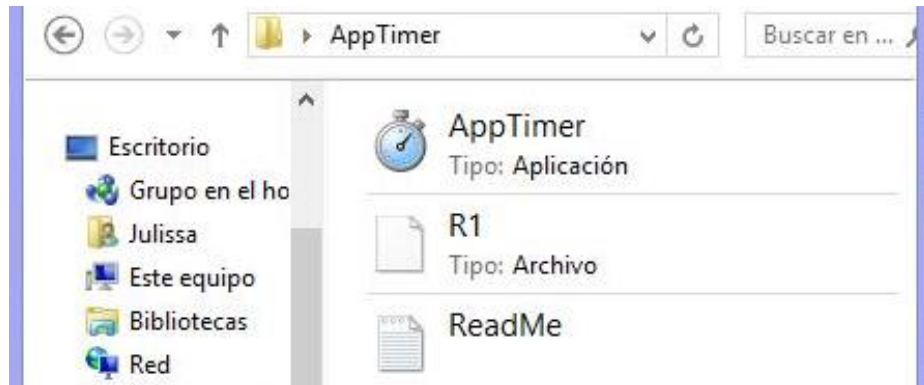 AppTimer
Buscar en ...
Escritorio
Grupo en el ho
Julissa
Este equipo
Bibliotecas
Red
AppTimer
Tipo: Aplicación
R1
Tipo: Archivo
ReadMe